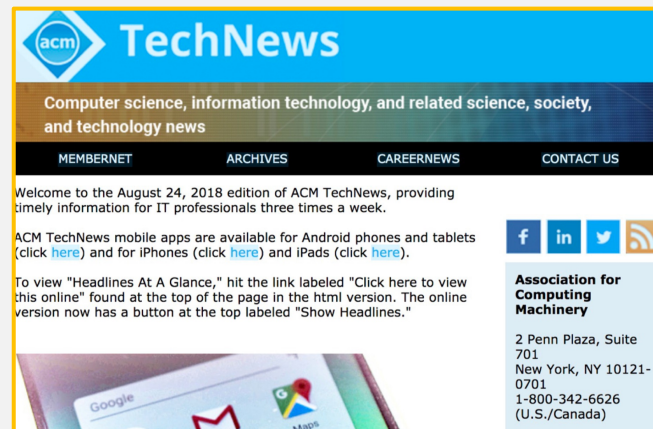 acm
TechNews
Computer science, information technology, and related science, society,
and technology news
MEMBERNET
ARCHIVES
CAREERNEWS
CONTACT US
Welcome to the August 24, 2018 edition of ACM TechNews, providing
timely information for IT professionals three times a week.
ACM TechNews mobile apps are available for Android phones and tablets
(click here) and for iPhones (click here) and iPads (click here).
To view "Headlines At A Glance," hit the link labeled "Click here to view
this online" found at the top of the page in the html version. The online
version now has a button at the top labeled "Show Headlines."
f in
Association for
Computing
Machinery
2 Penn Plaza, Suite
701
New York, NY 10121-
0701
1-800-342-6626
(U.S./Canada)
Google
Maps